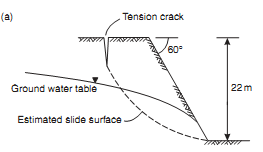 (a)
Tension crack
60°
Ground water table
22 m
Estimated slide surface